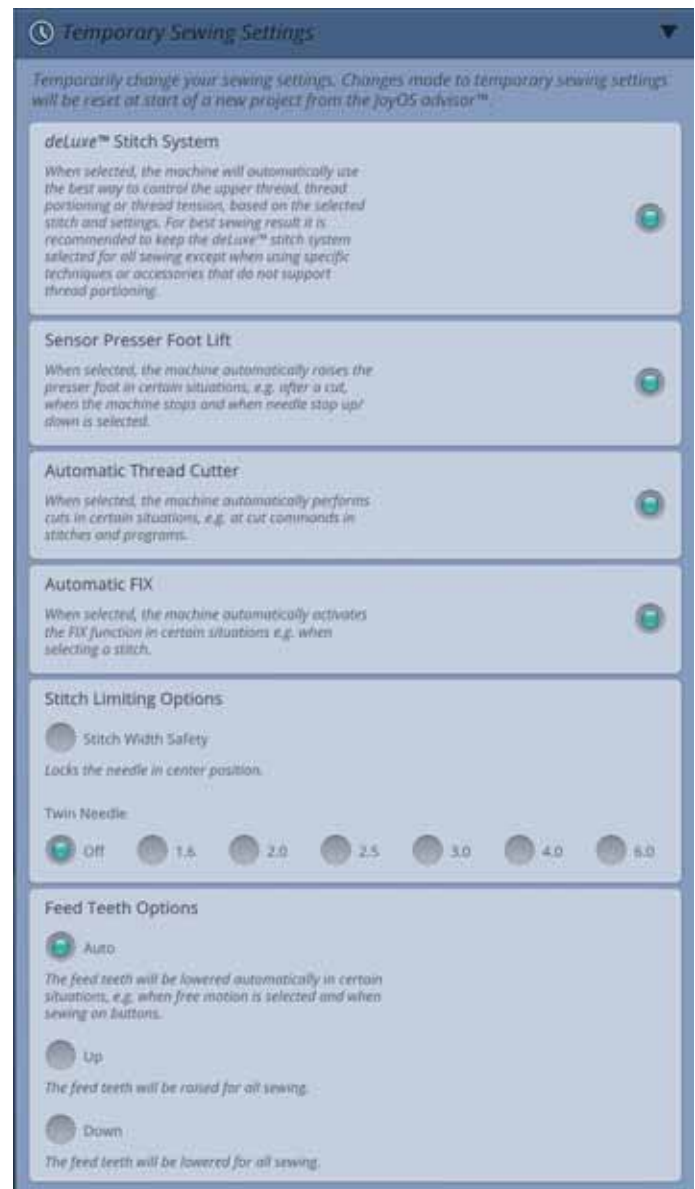 Temporary Sewing Settings
Temporarily change your sewing settings. Changes made to temporary sewing settings
will be reset at start of a new project from the JoyOS advisor™.
deLuxe™ Stitch System
When selected, the machine will automatically use
the best way to control the upper thread, thread
portioning or thread tension, based on the selected
stitch and settings. For best sewing result it is
recommended to keep the deLuxe™ stitch system
selected for all sewing except when using specific
techniques or accessories that do not support
thread portioning.
Sensor Presser Foot Lift
When selected, the machine automatically raises the
presser foot in certain situations, e.g. after a cut,
when the machine stops and when needle stop up/
down is selected.
Automatic Thread Cutter
When selected, the machine automatically performs
cuts in certain situations, e.g. at cut commands in
stitches and programs.
Automatic FIX
When selected, the machine automatically activates
the FIX function in certain situations e.g. when
selecting a stitch.
Stitch Limiting Options
Stitch Width Safety
Locks the needle in center position.
Twin Needle
Off 1.6 2.0 2.5 3.0 4.0 6.0
Feed Teeth Options
Auto
The feed teeth will be lowered automatically in certain
situations, e.g. when free motion is selected and when
sewing on buttons.
Up
The feed teeth will be raised for all sewing.
Down
The feed teeth will be lowered for all sewing.